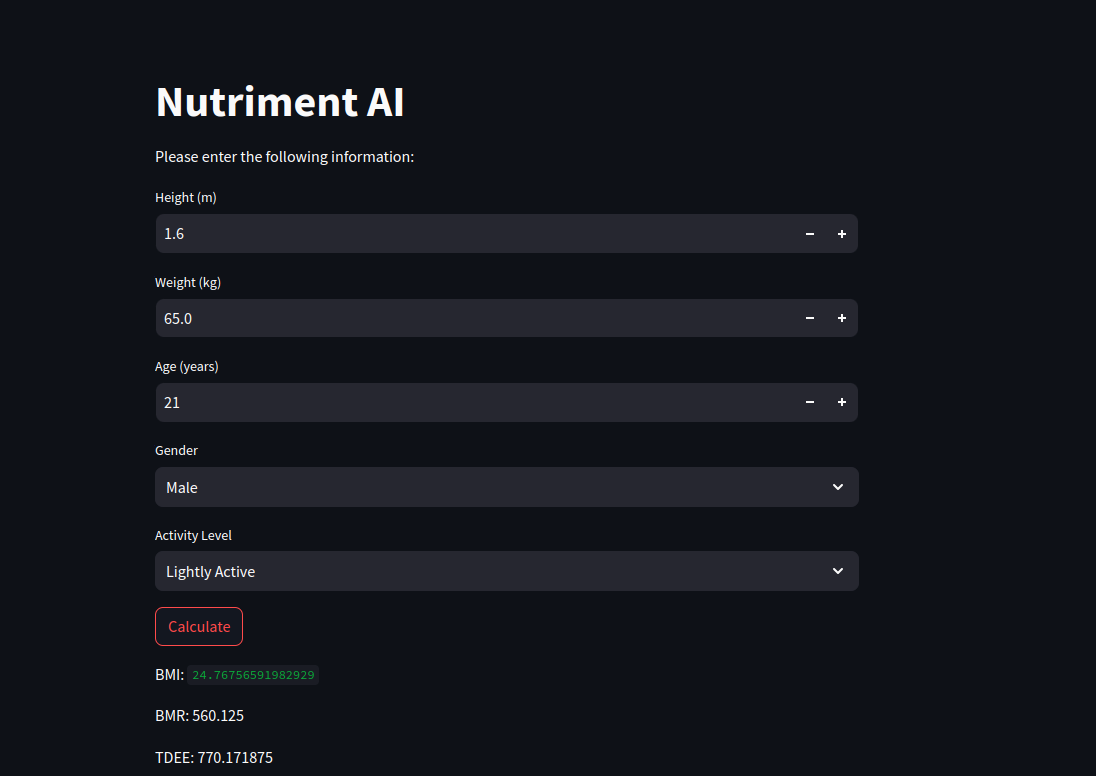 Nutriment AI
Please enter the following information:
Height (m)
1.6
Weight (kg)
65.0
Age (years)
21
Gender
Male
Activity Level
Lightly Active
Calculate
BMI: 24.76756591982929
BMR: 560.125
TDEE: 770.171875